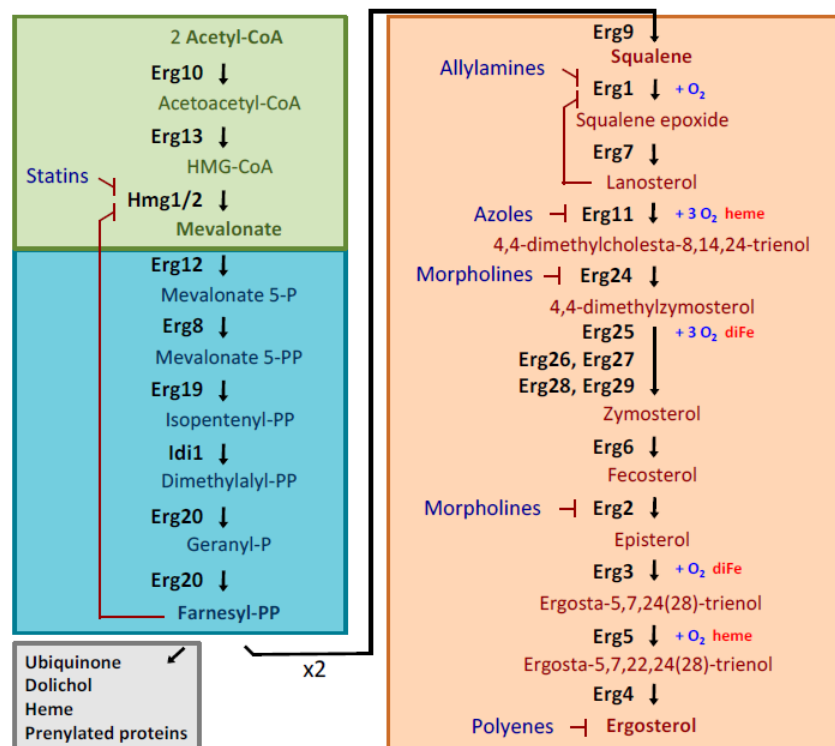 2 Acetyl-CoA
Erg10
Acetoacetyl-CoA
Erg13
HMG-CoA
Statins
Hmg1/2
Mevalonate
Erg12
Mevalonate 5-P
Erg8
Mevalonate 5-PP
Erg19
Isopentenyl-PP
Idi1
Dimethylalyl-PP
Erg20
Geranyl-P
Erg20
Farnesyl-PP
Ubiquinone
Dolichol
Heme
Prenylated proteins
x2
Erg9
Squalene
Allylamines
Erg1 + O₂
Squalene epoxide
Erg7
Lanosterol
Azoles Erg11 + 3 O₂ heme
4,4-dimethylcholesta-8,14,24-trienol
Morpholines Erg24
4,4-dimethylzymosterol
Erg25 + 3 O₂ diFe
Erg26, Erg27
Erg28, Erg29
Zymosterol
Erg6
Fecosterol
Morpholines Erg2
Episterol
Erg3 + O₂ diFe
Ergosta-5,7,24(28)-trienol
Erg5 + O₂ heme
Ergosta-5,7,22,24(28)-trienol
Erg4
Polyenes Ergosterol